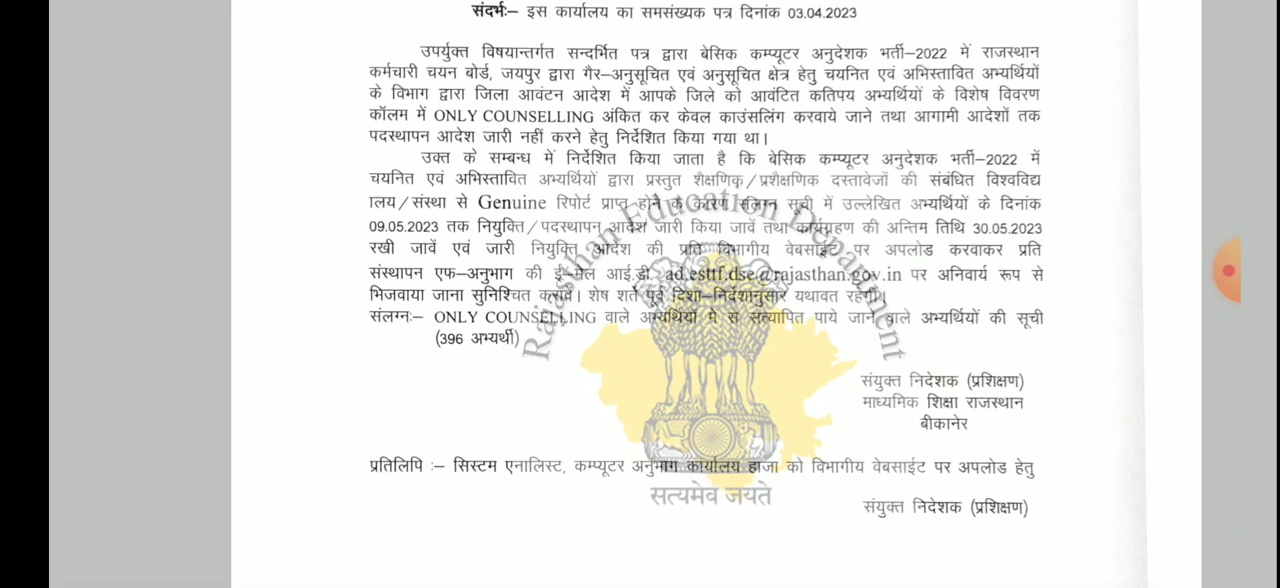 संदर्भः– इस कार्यालय का समसंख्यक पत्र दिनांक 03.04.2023
उपर्युक्त विषयान्तर्गत सन्दर्भित पत्र द्वारा बेसिक कम्प्यूटर अनुदेशक भर्ती–2022 में राजस्थान
कर्मचारी चयन बोर्ड, जयपुर द्वारा गैर–अनुसूचित एवं अनुसूचित क्षेत्र हेतु चयनित एवं अभिस्तावित अभ्यर्थियों
के विभाग द्वारा जिला आवंटन आदेश में आपके जिले को आवंटित कतिपय अभ्यर्थियों के विशेष विवरण
कॉलम में ONLY COUNSELLING अंकित कर केवल काउंसलिंग करवाये जाने तथा आगामी आदेशों तक
पदस्थापन आदेश जारी नहीं करने हेतु निर्देशित किया गया था।
उक्त के सम्बन्ध में निर्देशित किया जाता है कि बेसिक कम्प्यूटर अनुदेशक भर्ती–2022 में
चयनित एवं अभिस्तावित अभ्यर्थियों द्वारा प्रस्तुत शैक्षणिक/प्रशैक्षणिक दस्तावेजों की संबंधित विश्वविद्य
ालय/संस्था से Genuine रिपोर्ट प्राप्त होने के कारण संलग्न सूची में उल्लेखित अभ्यर्थियों के दिनांक
09.05.2023 तक नियुक्ति/पदस्थापन आदेश जारी किया जावें तथा कार्यग्रहण की अन्तिम तिथि 30.05.2023
रखी जावें एवं जारी नियुक्ति आदेश की प्रति विभागीय वेबसाईट पर अपलोड करवाकर प्रति
संस्थापन एफ–अनुभाग की ई–मेल आई.डी. ad.esttf.dse@rajasthan.gov.in पर अनिवार्य रूप से
भिजवाया जाना सुनिश्चित करावें। शेष शर्ते पूर्व दिशा–निर्देशानुसार यथावत रहेगी।
संलग्नः– ONLY COUNSELLING वाले अभ्यर्थियों में से सत्यापित पाये जाने वाले अभ्यर्थियों की सूची
(396 अभ्यर्थी)
Rajasthan Education Department
संयुक्त निदेशक (प्रशिक्षण)
माध्यमिक शिक्षा राजस्थान
बीकानेर
प्रतिलिपि :– सिस्टम एनालिस्ट, कम्प्यूटर अनुभाग कार्यालय हाजा को विभागीय वेबसाईट पर अपलोड हेतु
सत्यमेव जयते
संयुक्त निदेशक (प्रशिक्षण)